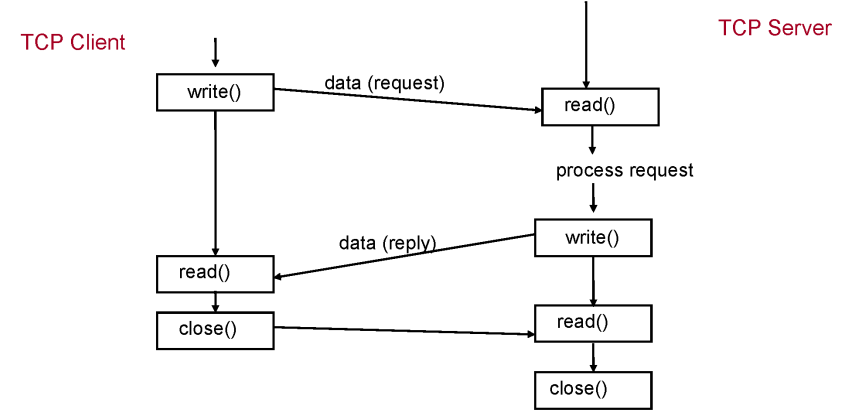 TCP Client
TCP Server
write()
data (request)
read()
process request
data (reply)
write()
read()
close()
read()
close()